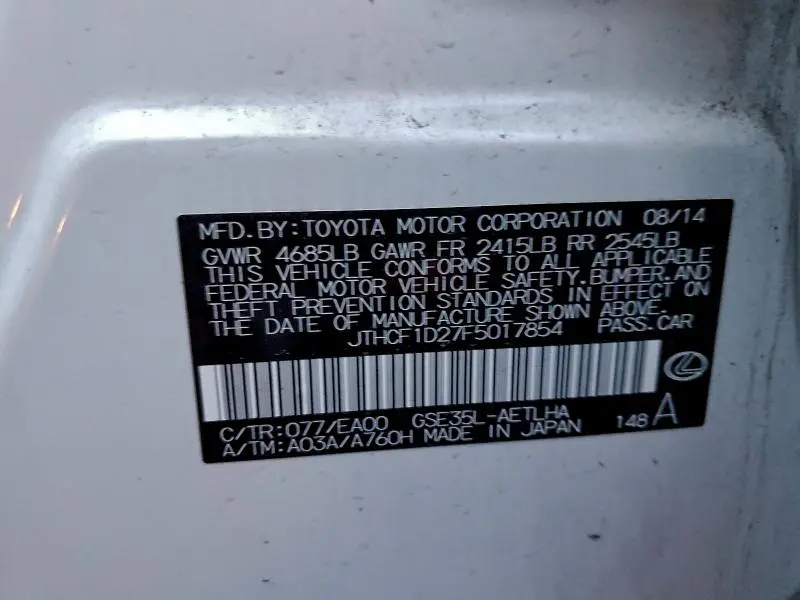 MFD.BY:TOYOTA MOTOR CORPORATION 08/14
GVWR 4685LB GAWR FR 2415LB RR 2545LB
THIS VEHICLE CONFORMS TO ALL APPLICABLE
FEDERAL MOTOR VEHICLE SAFETY,BUMPER,AND
THEFT PREVENTION STANDARDS IN EFFECT ON
THE DATE OF MANUFACTURE SHOWN ABOVE.
JTHCF1D27F5017854 PASS.CAR
C/TR:077/EA00 GSE35L-AETLHA
A/TM:A03A/A760H MADE IN JAPAN 148 A